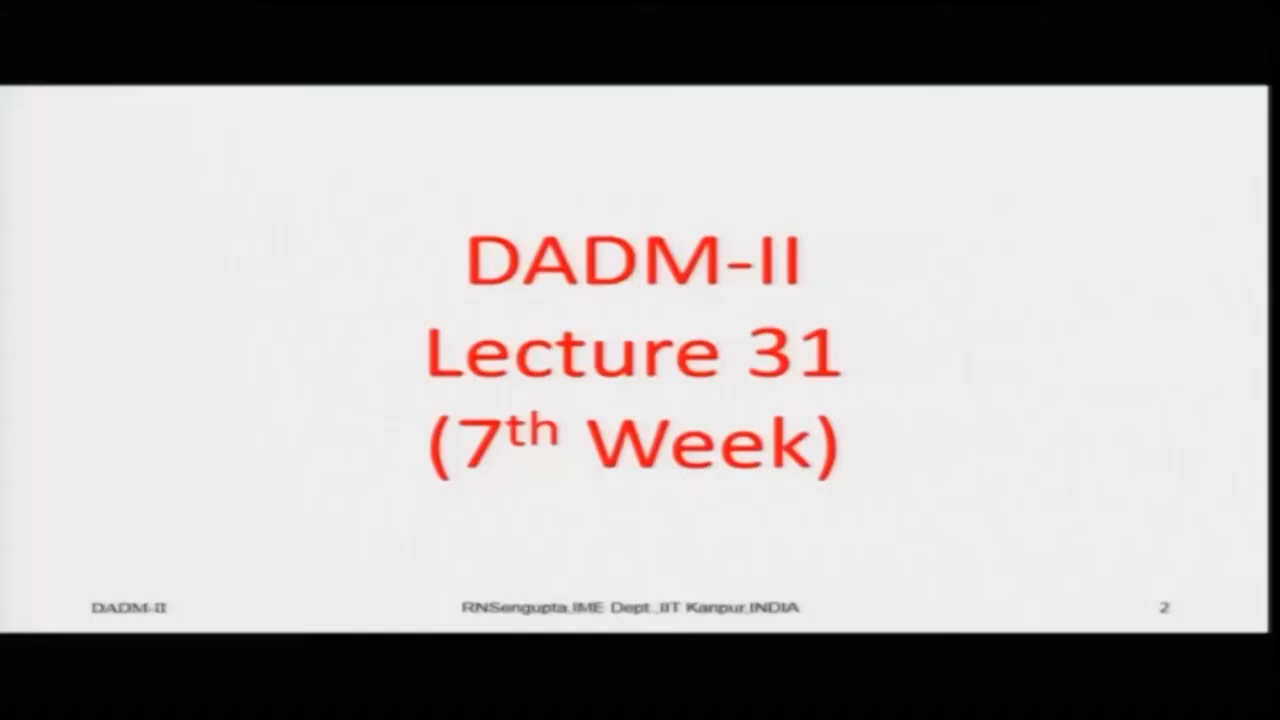 DADM-II
Lecture 31
(7th Week)
DADM-II
RNSengupta,IME Dept.,IIT Kanpur,INDIA
2